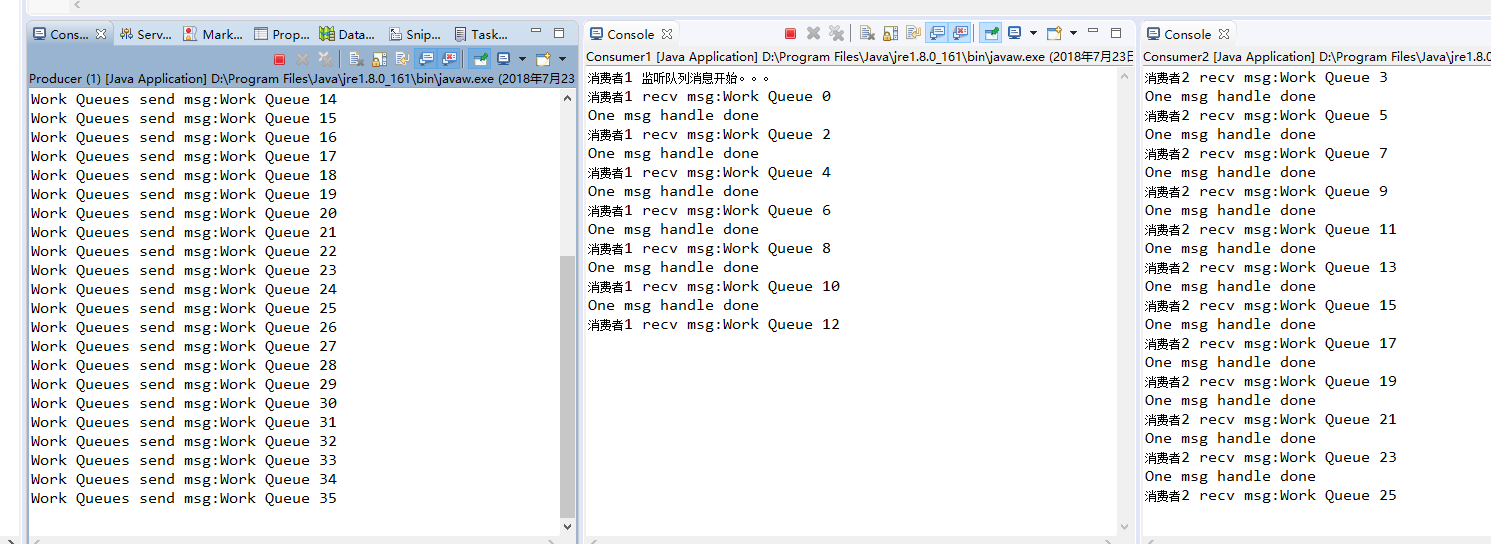 Cons... Serv... Mark... Prop... Data... Snip... Task...
Producer (1) [Java Application] D:\Program Files\Java\jre1.8.0_161\bin\javaw.exe (2018年7月23
Work Queues send msg:Work Queue 14
Work Queues send msg:Work Queue 15
Work Queues send msg:Work Queue 16
Work Queues send msg:Work Queue 17
Work Queues send msg:Work Queue 18
Work Queues send msg:Work Queue 19
Work Queues send msg:Work Queue 20
Work Queues send msg:Work Queue 21
Work Queues send msg:Work Queue 22
Work Queues send msg:Work Queue 23
Work Queues send msg:Work Queue 24
Work Queues send msg:Work Queue 25
Work Queues send msg:Work Queue 26
Work Queues send msg:Work Queue 27
Work Queues send msg:Work Queue 28
Work Queues send msg:Work Queue 29
Work Queues send msg:Work Queue 30
Work Queues send msg:Work Queue 31
Work Queues send msg:Work Queue 32
Work Queues send msg:Work Queue 33
Work Queues send msg:Work Queue 34
Work Queues send msg:Work Queue 35
Console
Consumer1 [Java Application] D:\Program Files\Java\jre1.8.0_161\bin\javaw.exe (2018年7月23日
消费者1 监听队列消息开始。。。
消费者1 recv msg:Work Queue 0
One msg handle done
消费者1 recv msg:Work Queue 2
One msg handle done
消费者1 recv msg:Work Queue 4
One msg handle done
消费者1 recv msg:Work Queue 6
One msg handle done
消费者1 recv msg:Work Queue 8
One msg handle done
消费者1 recv msg:Work Queue 10
One msg handle done
消费者1 recv msg:Work Queue 12
Console
Consumer2 [Java Application] D:\Program Files\Java\jre1.8.0
消费者2 recv msg:Work Queue 3
One msg handle done
消费者2 recv msg:Work Queue 5
One msg handle done
消费者2 recv msg:Work Queue 7
One msg handle done
消费者2 recv msg:Work Queue 9
One msg handle done
消费者2 recv msg:Work Queue 11
One msg handle done
消费者2 recv msg:Work Queue 13
One msg handle done
消费者2 recv msg:Work Queue 15
One msg handle done
消费者2 recv msg:Work Queue 17
One msg handle done
消费者2 recv msg:Work Queue 19
One msg handle done
消费者2 recv msg:Work Queue 21
One msg handle done
消费者2 recv msg:Work Queue 23
One msg handle done
消费者2 recv msg:Work Queue 25